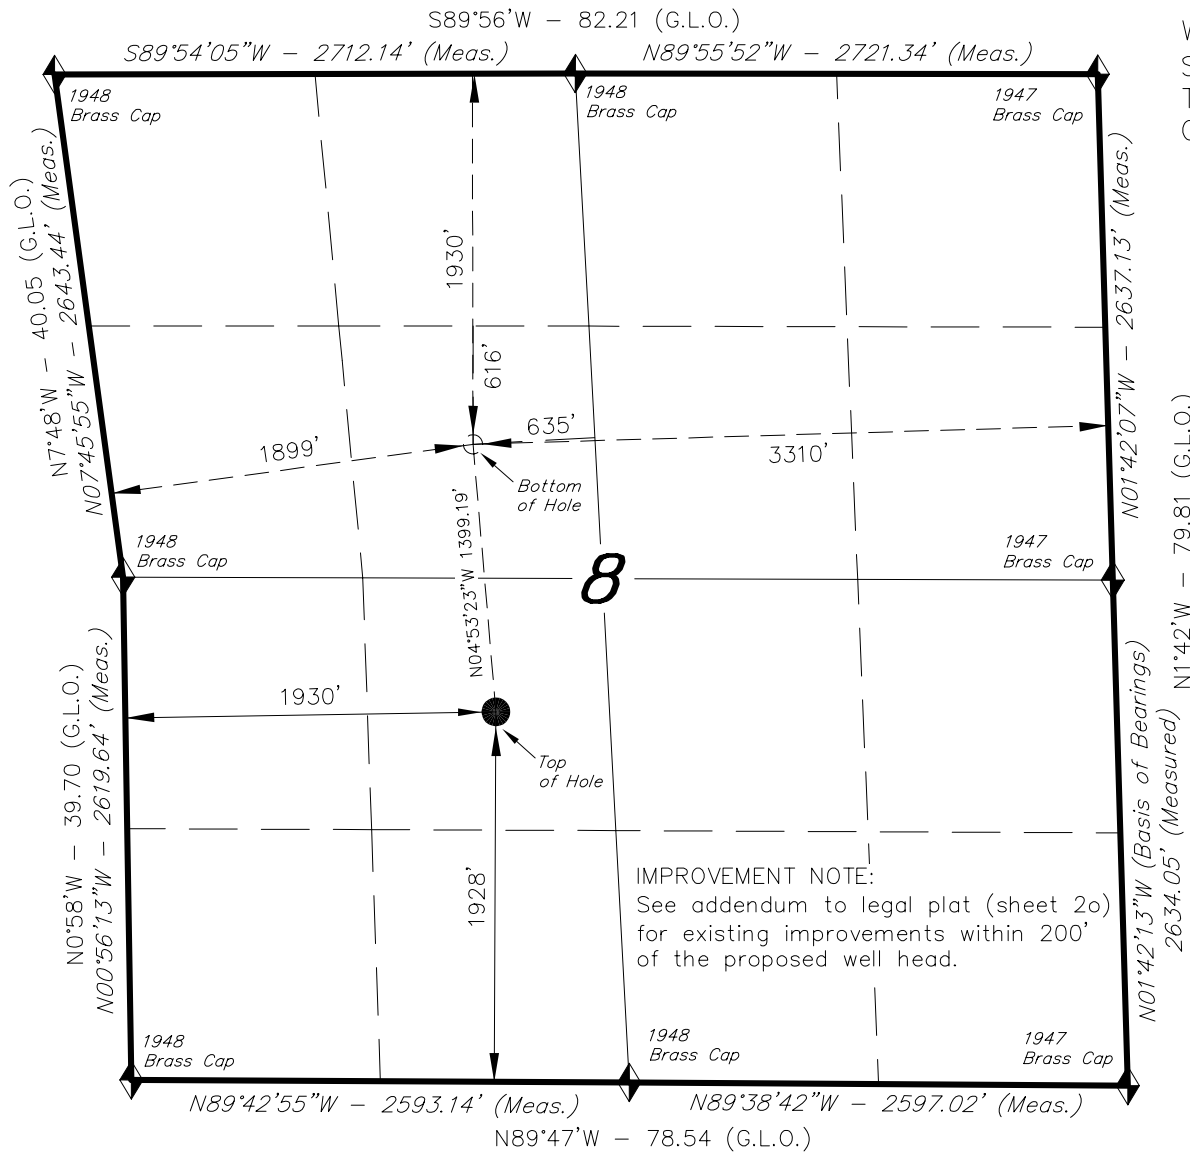 S89°56'W – 82.21 (G.L.O.)
S89°54'05"W – 2712.14' (Meas.)
N89°55'52"W – 2721.34' (Meas.)
1948
Brass Cap
1948
Brass Cap
1947
Brass Cap
N7°48'W – 40.05 (G.L.O.)
N07°45'55"W – 2643.44' (Meas.)
1930'
616'
635'
1899'
3310'
Bottom
of Hole
N01°42'07"W – 2637.13' (Meas.)
N1°42'W – 79.81 (G.L.O.)
1948
Brass Cap
1947
Brass Cap
N04°53'23"W 1399.19'
8
1930'
Top
of Hole
N0°58'W – 39.70 (G.L.O.)
N00°56'13"W – 2619.64' (Meas.)
1928'
IMPROVEMENT NOTE:
See addendum to legal plat (sheet 2o)
for existing improvements within 200'
of the proposed well head.
N01°42'13"W (Basis of Bearings)
2634.05' (Measured)
1948
Brass Cap
1948
Brass Cap
1947
Brass Cap
N89°42'55"W – 2593.14' (Meas.)
N89°38'42"W – 2597.02' (Meas.)
N89°47'W – 78.54 (G.L.O.)